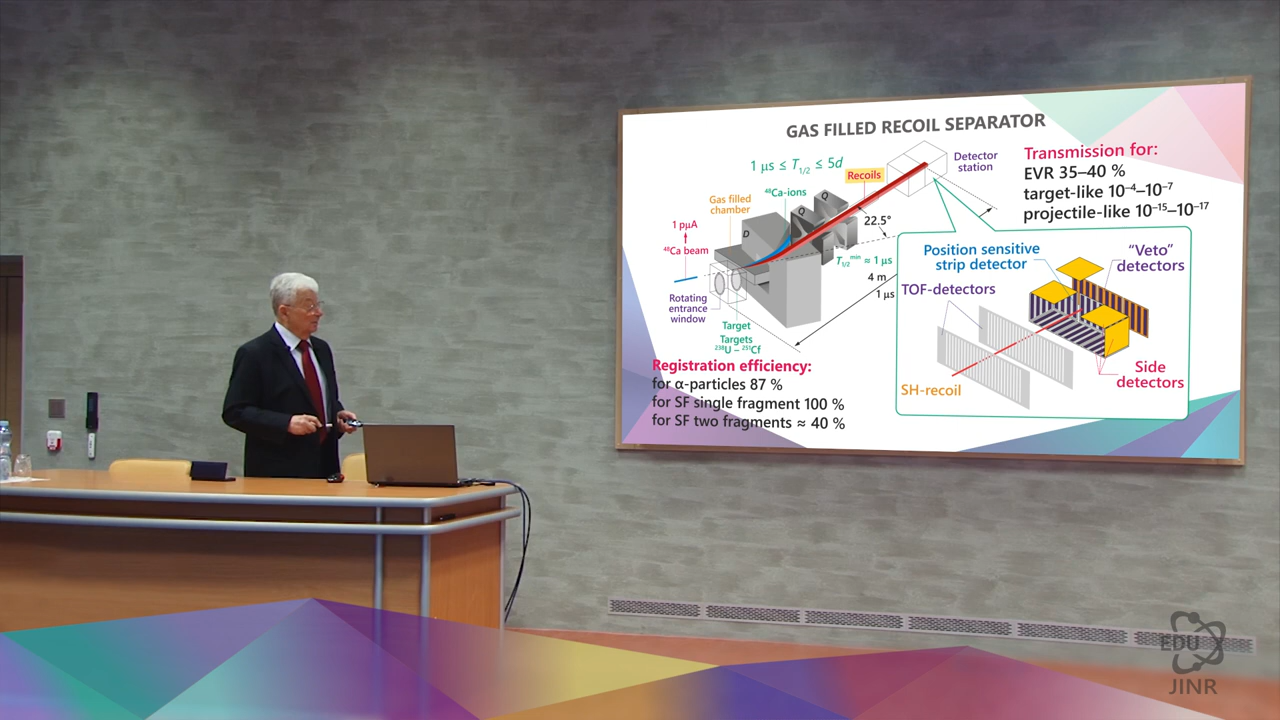 GAS FILLED RECOIL SEPARATOR
1 μs ≤ T1/2 ≤ 5d
Recoils
Detector
station
Transmission for:
EVR 35–40 %
target-like 10⁻⁴–10⁻⁷
projectile-like 10⁻¹⁵–10⁻¹⁷
⁴⁸Ca-ions
Gas filled
chamber
Q
Q
D
22.5°
1 pμA
⁴⁸Ca beam
T1/2 min ≈ 1 μs
4 m
1 μs
Rotating
entrance
window
Target
Targets
²³⁸U – ²⁵¹Cf
Position sensitive
strip detector
"Veto"
detectors
TOF-detectors
SH-recoil
Side
detectors
Registration efficiency:
for α-particles 87 %
for SF single fragment 100 %
for SF two fragments ≈ 40 %
EDU
JINR